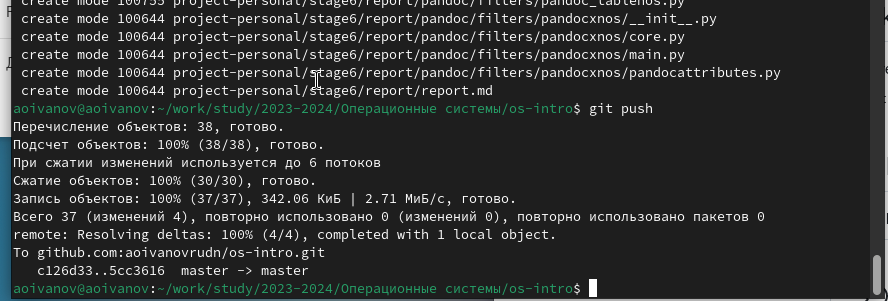 create mode 100755 project-personal/stage6/report/pandoc/filters/pandoc_tablenos.py
create mode 100644 project-personal/stage6/report/pandoc/filters/pandocxnos/__init__.py
create mode 100644 project-personal/stage6/report/pandoc/filters/pandocxnos/core.py
create mode 100644 project-personal/stage6/report/pandoc/filters/pandocxnos/main.py
create mode 100644 project-personal/stage6/report/pandoc/filters/pandocxnos/pandocattributes.py
create mode 100644 project-personal/stage6/report/report.md
aoivanov@aoivanov:~/work/study/2023-2024/Операционные системы/os-intro$ git push
Перечисление объектов: 38, готово.
Подсчет объектов: 100% (38/38), готово.
При сжатии изменений используется до 6 потоков
Сжатие объектов: 100% (30/30), готово.
Запись объектов: 100% (37/37), 342.06 КиБ | 2.71 МиБ/с, готово.
Всего 37 (изменений 4), повторно использовано 0 (изменений 0), повторно использовано пакетов 0
remote: Resolving deltas: 100% (4/4), completed with 1 local object.
To github.com:aoivanovrudn/os-intro.git
c126d33..5cc3616  master -> master
aoivanov@aoivanov:~/work/study/2023-2024/Операционные системы/os-intro$